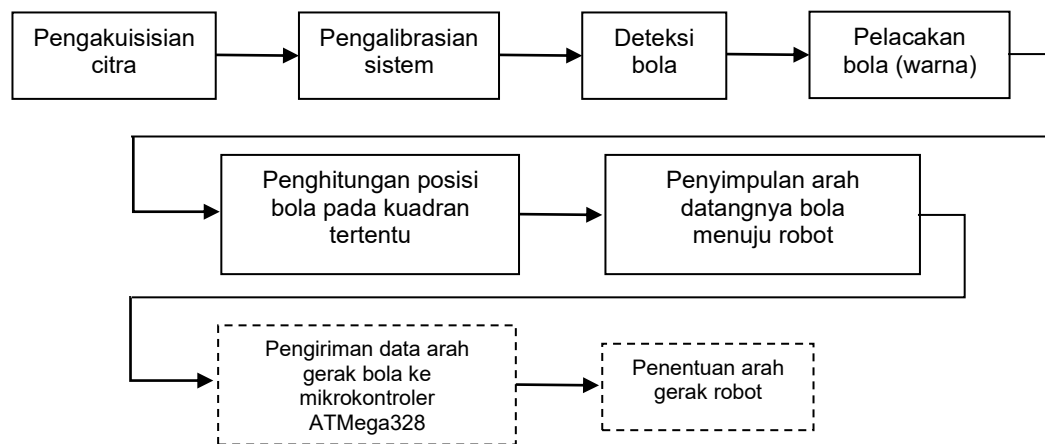 Pengakuisisian
citra
Pengalibrasian
sistem
Deteksi
bola
Pelacakan
bola (warna)
Penghitungan posisi
bola pada kuadran
tertentu
Penyimpulan arah
datangnya bola
menuju robot
Pengiriman data arah
gerak bola ke
mikrokontroler
ATMega328
Penentuan arah
gerak robot